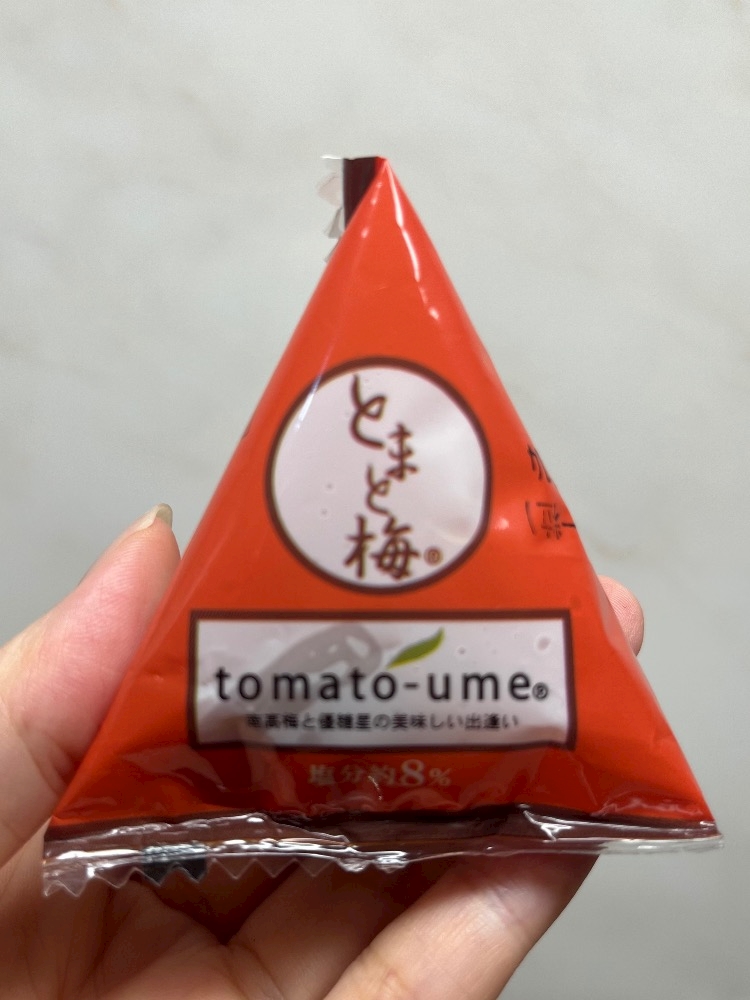 とまと梅®
tomato-ume®
南高梅と優糖星の美味しい出逢い
塩分約8%